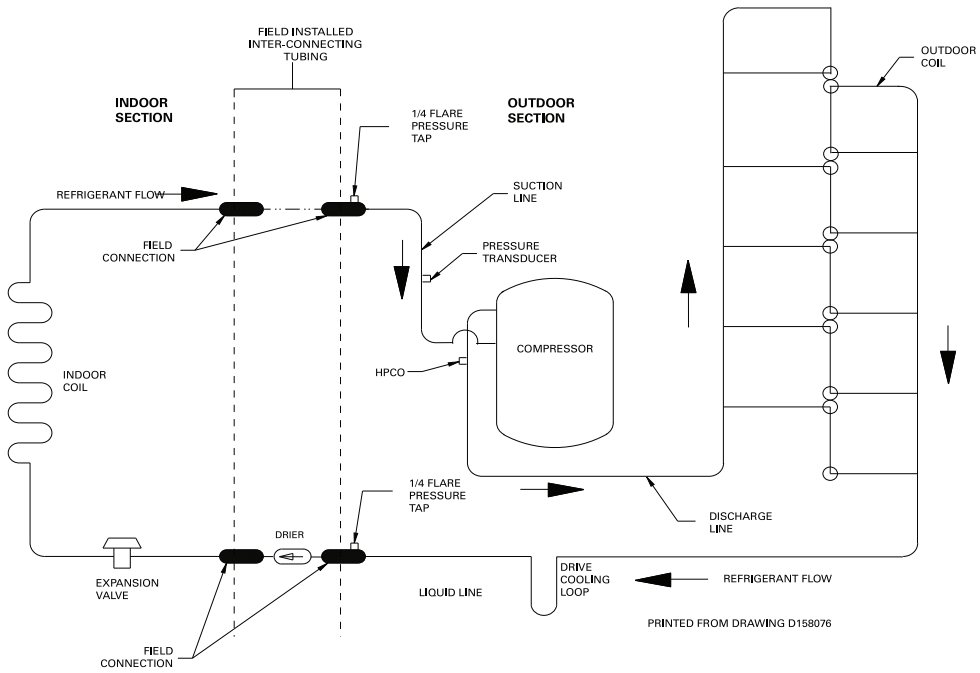 FIELD INSTALLED
INTER-CONNECTING
TUBING
OUTDOOR
COIL
INDOOR
SECTION
1/4 FLARE
PRESSURE
TAP
OUTDOOR
SECTION
REFRIGERANT FLOW
SUCTION
LINE
FIELD
CONNECTION
PRESSURE
TRANSDUCER
COMPRESSOR
HPCO
INDOOR
COIL
1/4 FLARE
PRESSURE
TAP
DISCHARGE
LINE
DRIER
EXPANSION
VALVE
LIQUID LINE
DRIVE
COOLING
LOOP
REFRIGERANT FLOW
PRINTED FROM DRAWING D158076
FIELD
CONNECTION